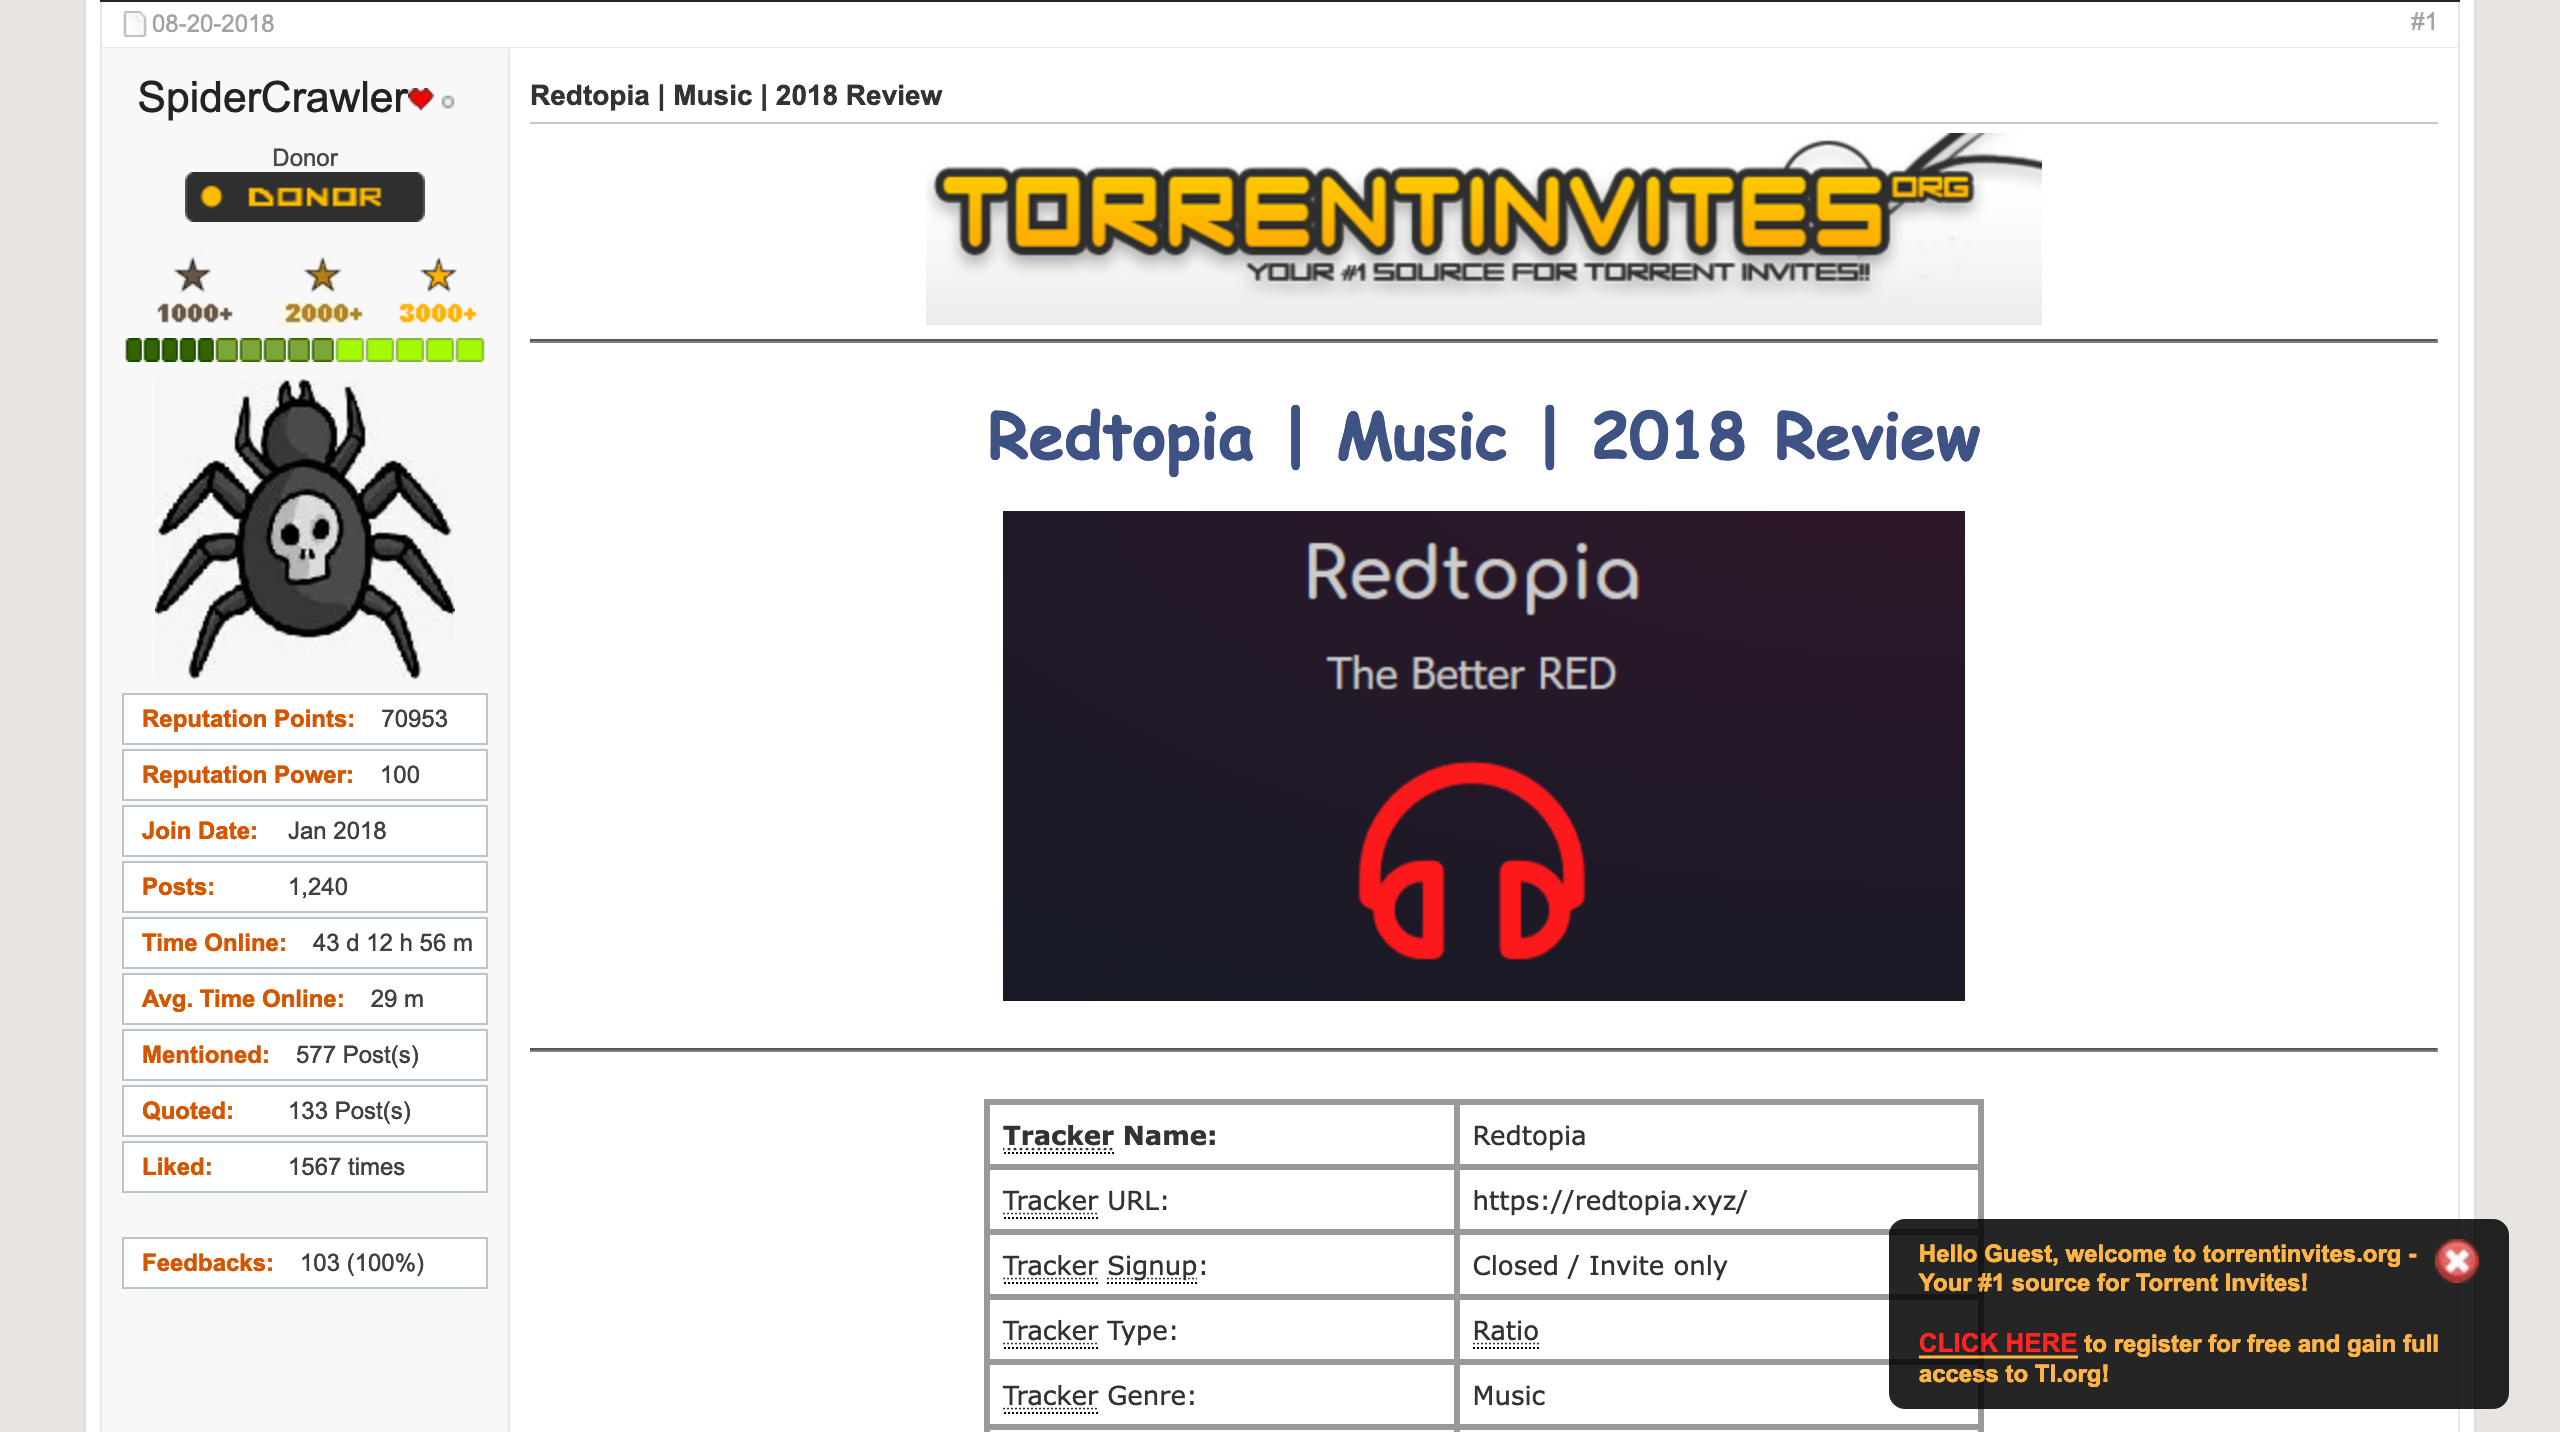 08-20-2018
#1
SpiderCrawler
Donor
DONOR
1000+ 2000+ 3000+
Reputation Points: 70953
Reputation Power: 100
Join Date: Jan 2018
Posts: 1,240
Time Online: 43 d 12 h 56 m
Avg. Time Online: 29 m
Mentioned: 577 Post(s)
Quoted: 133 Post(s)
Liked: 1567 times
Feedbacks: 103 (100%)
Redtopia | Music | 2018 Review
TORRENTINVITES ORG
YOUR #1 SOURCE FOR TORRENT INVITES!!
Redtopia | Music | 2018 Review
Redtopia
The Better RED
Tracker Name: Redtopia
Tracker URL: https://redtopia.xyz/
Tracker Signup: Closed / Invite only
Tracker Type: Ratio
Tracker Genre: Music
Hello Guest, welcome to torrentinvites.org -
Your #1 source for Torrent Invites!
CLICK HERE to register for free and gain full
access to TI.org!